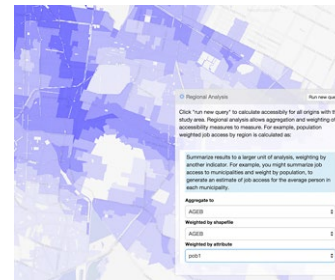 Regional Analysis
Run new que
Click "run new query" to calculate accessibly for all origins with th
study area. Regional analysis allows aggregation and weighting of
accessibility measures to measure. For example, population
weighted job access by region is calculated as:
Summarize results to a larger unit of analysis, weighting by
another indicator. For example, you might summarize job
access to municipalities and weight by population, to
generate an estimate of job access for the average person in
each municipality.
Aggregate to
AGEB
Weighted by shapefile
AGEB
Weighted by attribute